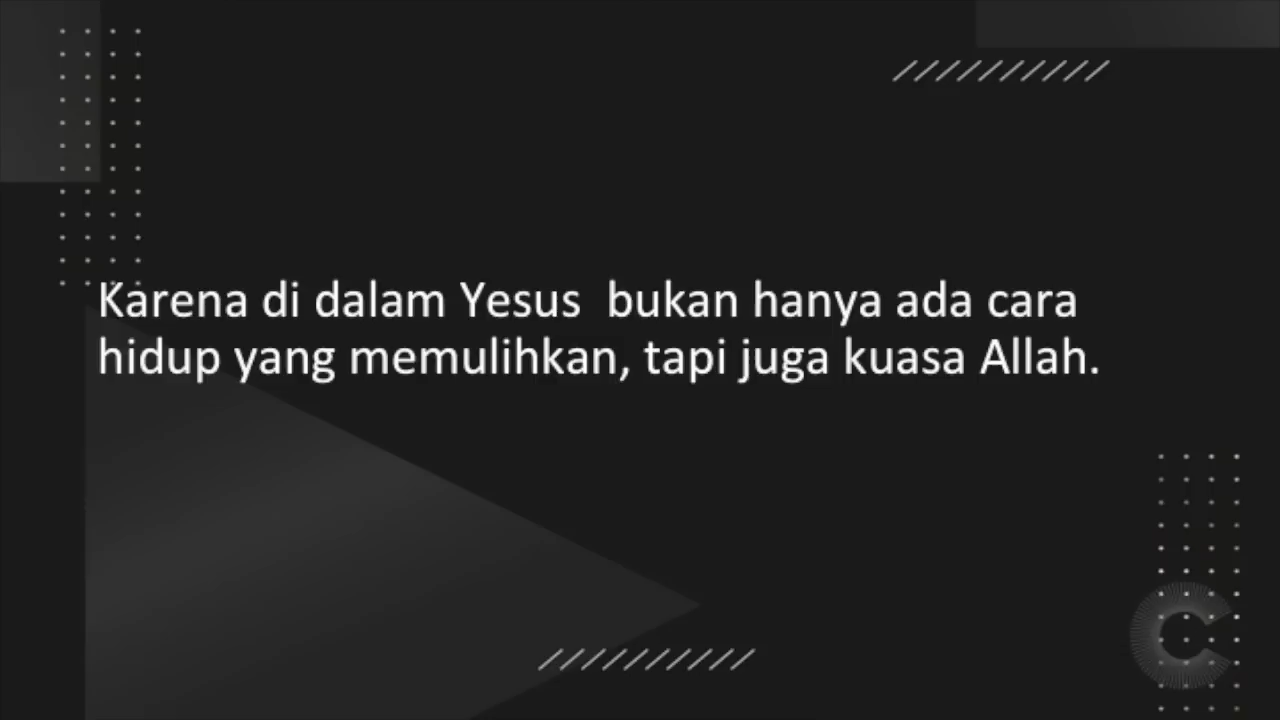 Karena di dalam Yesus  bukan hanya ada cara
hidup yang memulihkan, tapi juga kuasa Allah.